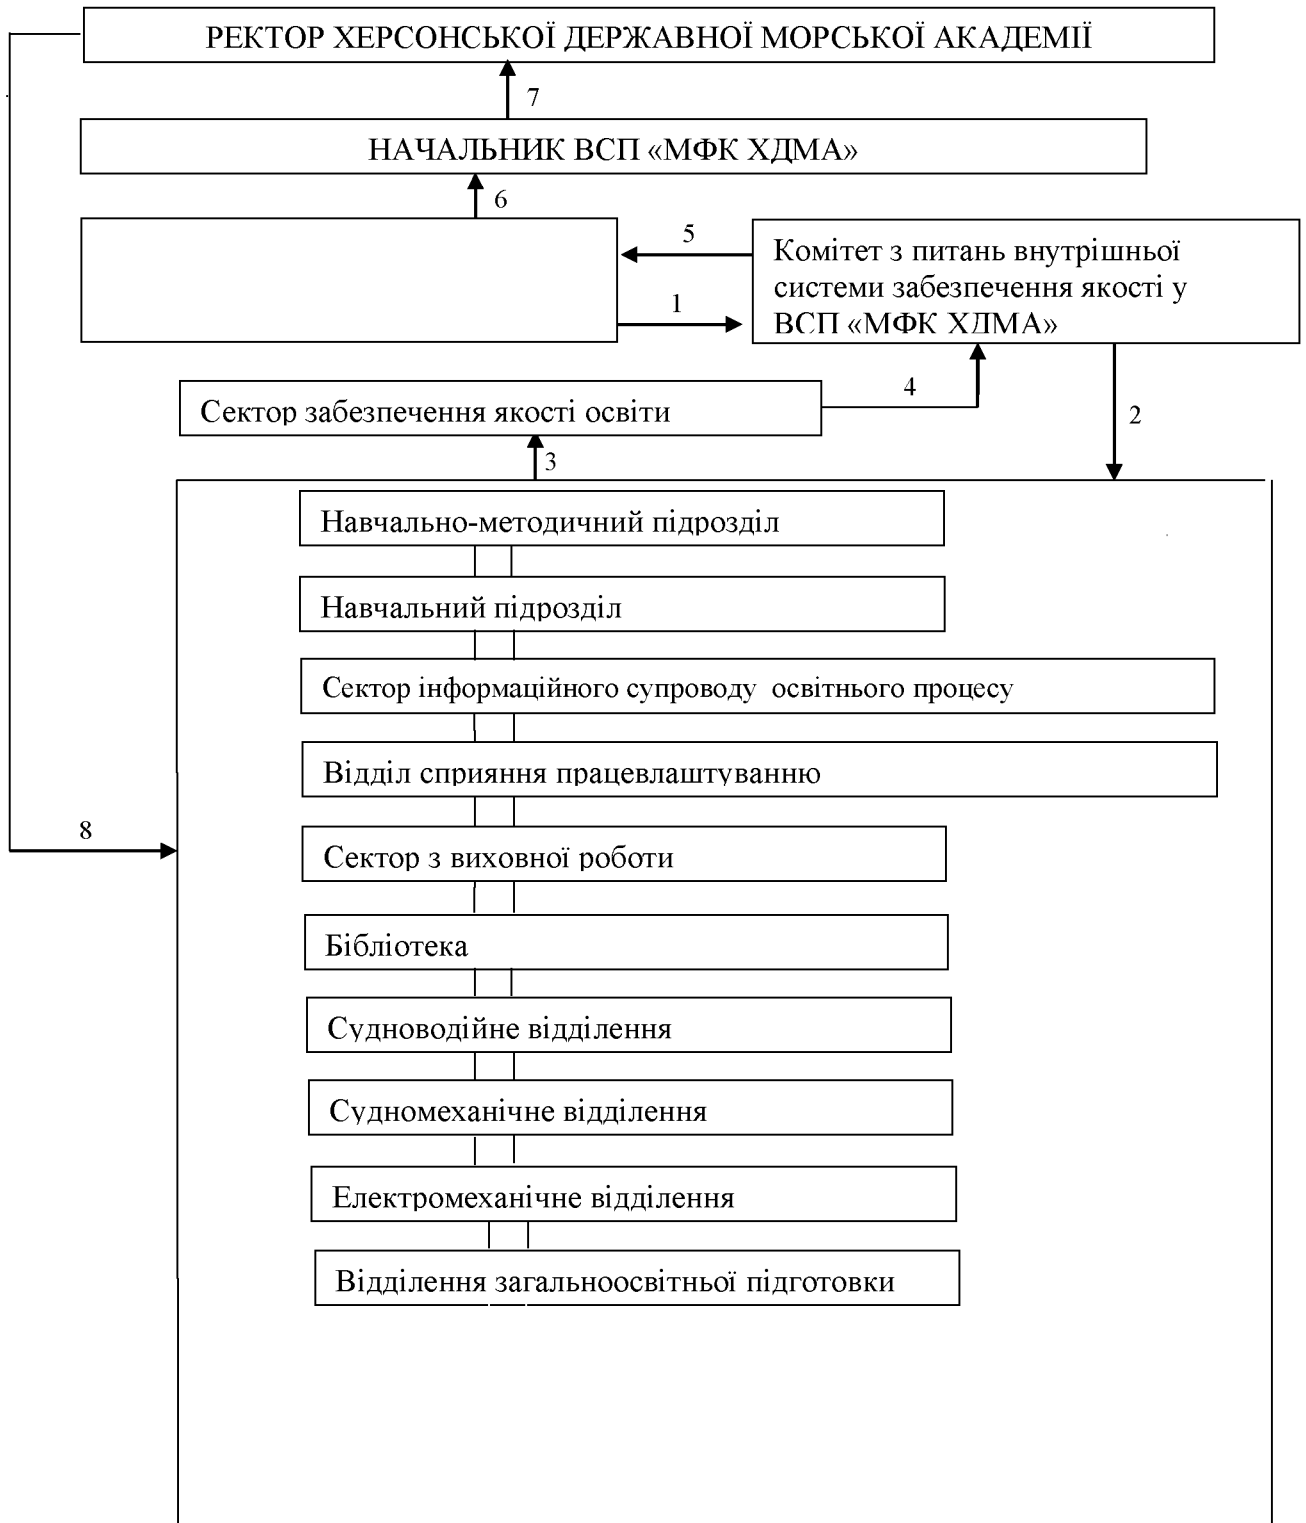 РЕКТОР ХЕРСОНСЬКОЇ ДЕРЖАВНОЇ МОРСЬКОЇ АКАДЕМІЇ
7
НАЧАЛЬНИК ВСП «МФК ХДМА»
6
5
1
Комітет з питань внутрішньої
системи забезпечення якості у
ВСП «МФК ХДМА»
Сектор забезпечення якості освіти
4
2
3
Навчально-методичний підрозділ
Навчальний підрозділ
Сектор інформаційного супроводу освітнього процесу
Відділ сприяння працевлаштуванню
8
Сектор з виховної роботи
Бібліотека
Судноводійне відділення
Судномеханічне відділення
Електромеханічне відділення
Відділення загальноосвітньої підготовки